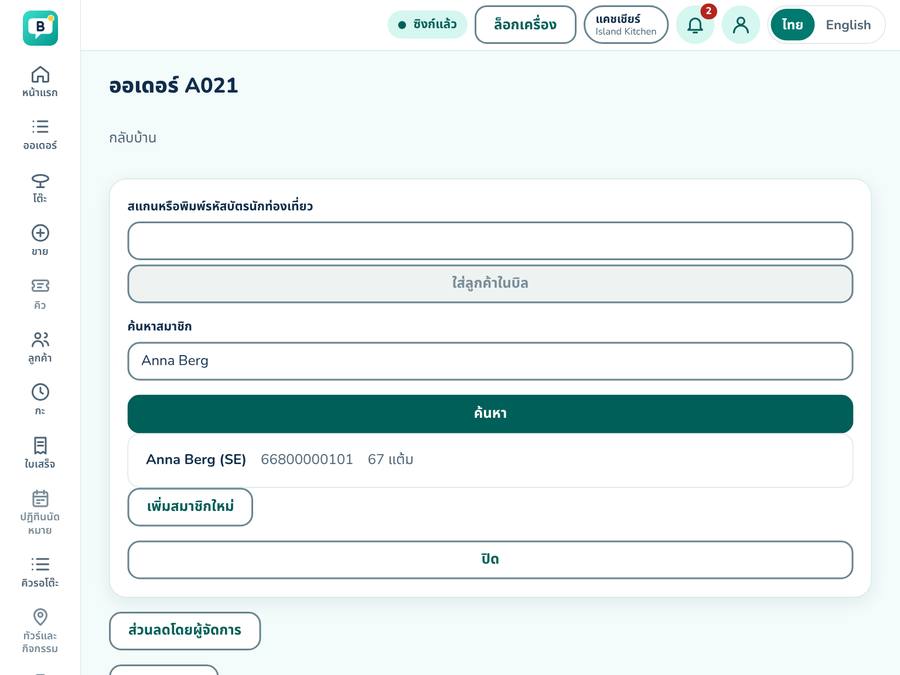 B
ซิงก์แล้ว
ล็อกเครื่อง
แคชเชียร์
Island Kitchen
2
ไทย
English
หน้าแรก
ออเดอร์
โต๊ะ
ขาย
คิว
ลูกค้า
กะ
ใบเสร็จ
ปฏิทินนัด
หมาย
คิวรอโต๊ะ
ทัวร์และ
กิจกรรม
ออเดอร์ A021
กลับบ้าน
สแกนหรือพิมพ์รหัสบัตรนักท่องเที่ยว
ใส่ลูกค้าในบิล
ค้นหาสมาชิก
Anna Berg
ค้นหา
Anna Berg (SE) 66800000101 67 แต้ม
เพิ่มสมาชิกใหม่
ปิด
ส่วนลดโดยผู้จัดการ